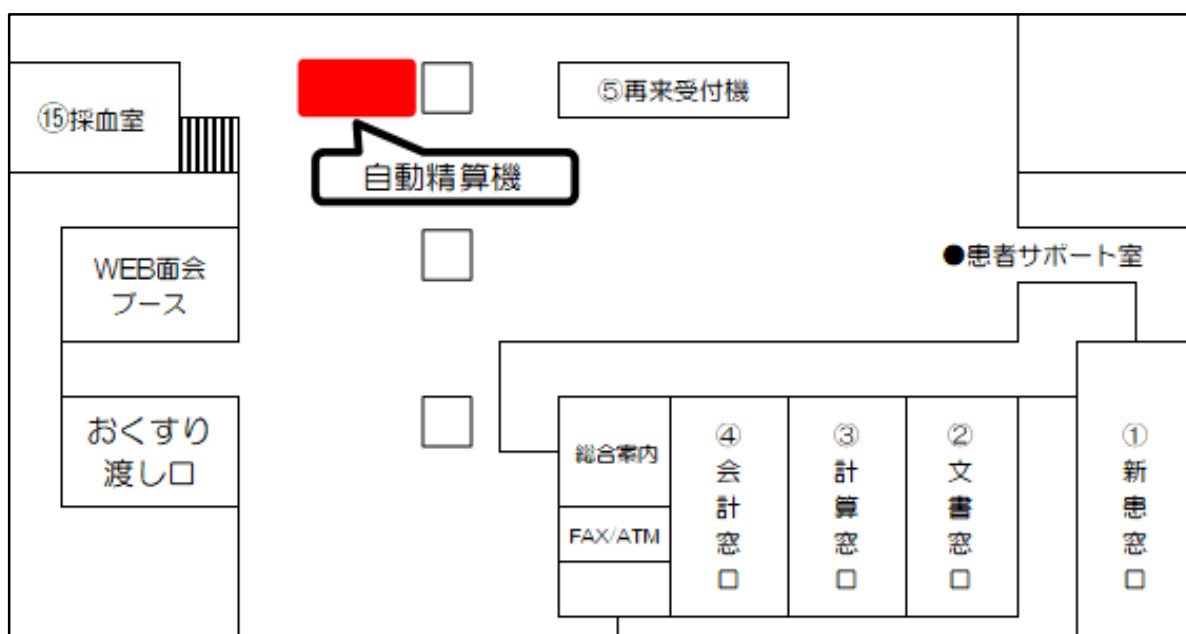 ⑮採血室
自動精算機
⑤再来受付機
WEB面会
ブース
●患者サポート室
おくすり
渡し口
総合案内
FAX/ATM
④会計窓口
③計算窓口
②文書窓口
①新患窓口